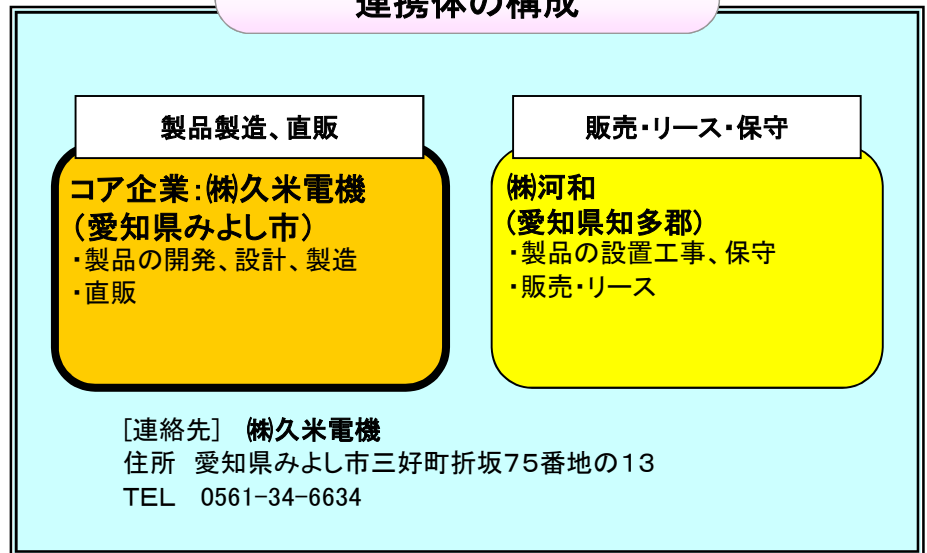 連携体の構成
製品製造、直販
販売・リース・保守
コア企業：㈱久米電機
（愛知県みよし市）
・製品の開発、設計、製造
・直販
㈱河和
(愛知県知多郡)
・製品の設置工事、保守
・販売・リース
[連絡先]　㈱久米電機
住所　愛知県みよし市三好町折坂７５番地の１３
ＴＥＬ　0561-34-6634